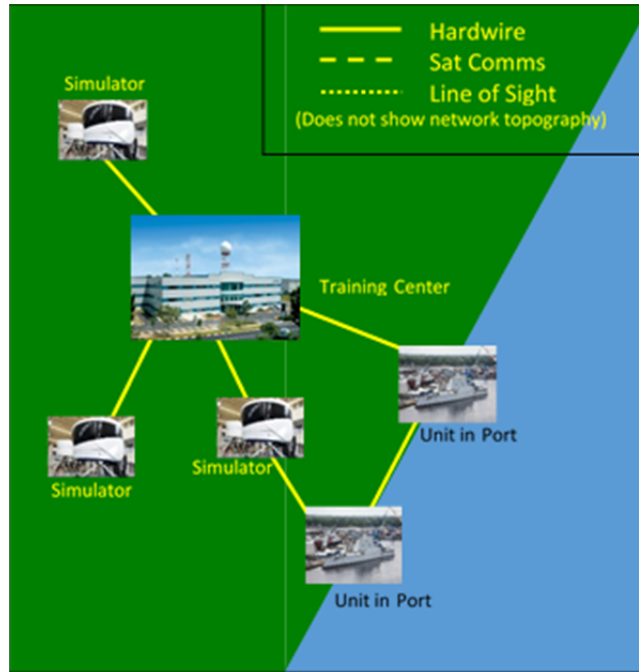 Hardwire
Sat Comms
Line of Sight
(Does not show network topography)
Simulator
Training Center
Unit in Port
Simulator
Simulator
Unit in Port